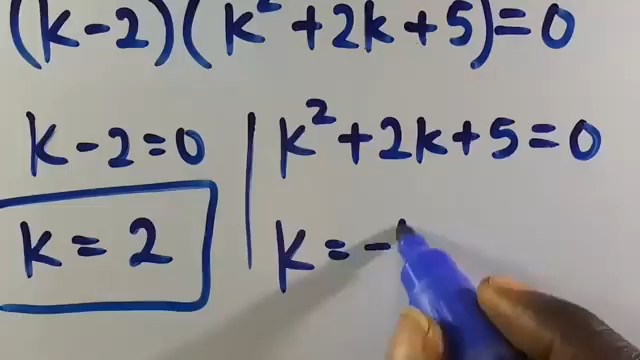 (k-2)(k²+2k+5)=0
k-2=0
k=2
k²+2k+5=0
k=-